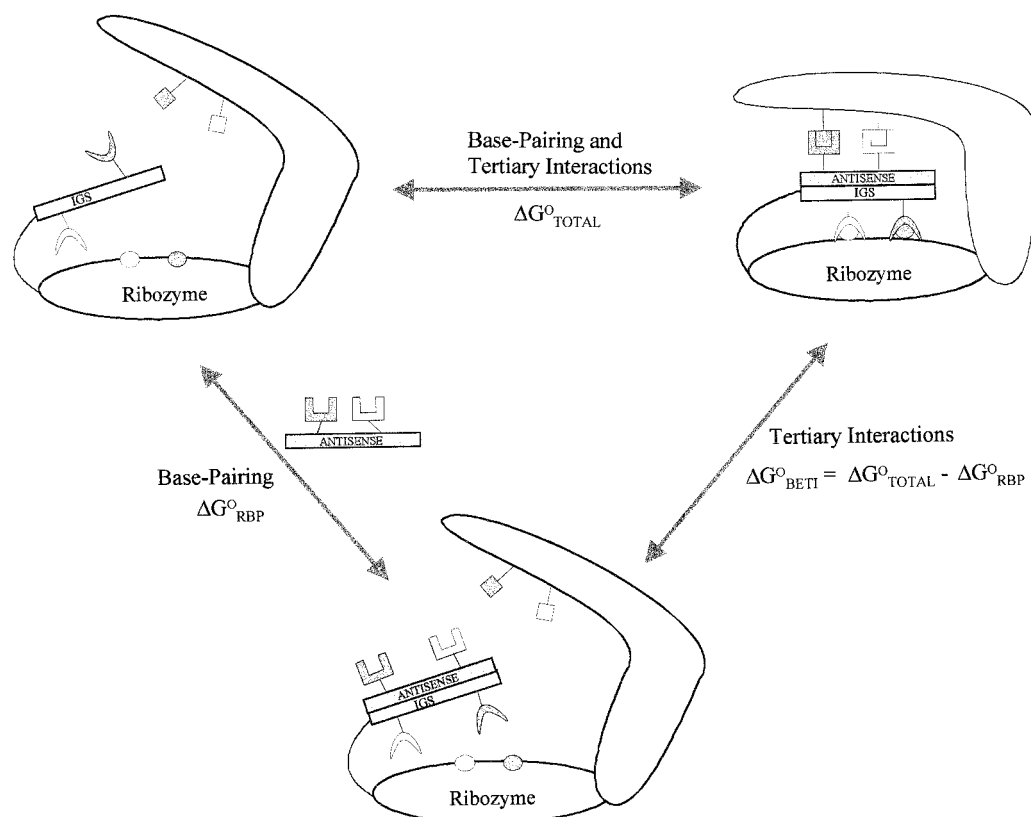 Base-Pairing and
Tertiary Interactions
ΔG°TOTAL
IGS
Ribozyme
ANTISENSE
IGS
Ribozyme
ANTISENSE
Base-Pairing
ΔG°RBP
Tertiary Interactions
ΔG°BETI = ΔG°TOTAL - ΔG°RBP
ANTISENSE
IGS
Ribozyme